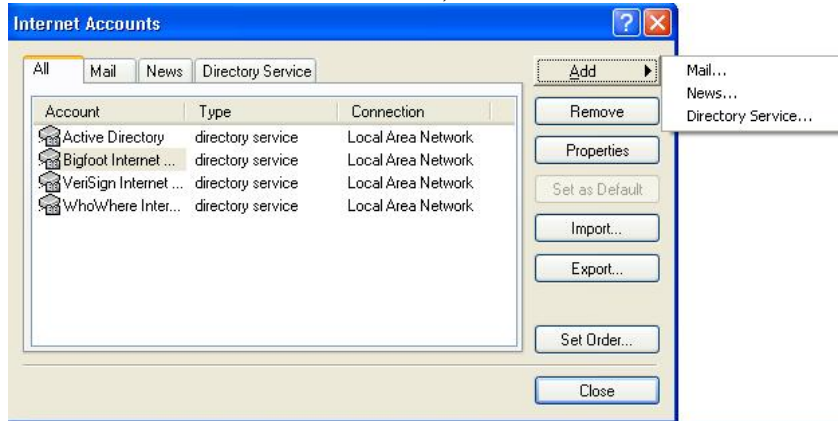 Internet Accounts
All Mail News Directory Service
Add
Mail...
News...
Directory Service...
Account Type Connection
Active Directory directory service Local Area Network
Bigfoot Internet ... directory service Local Area Network
VeriSign Internet ... directory service Local Area Network
WhoWhere Inter... directory service Local Area Network
Remove
Properties
Set as Default
Import...
Export...
Set Order...
Close